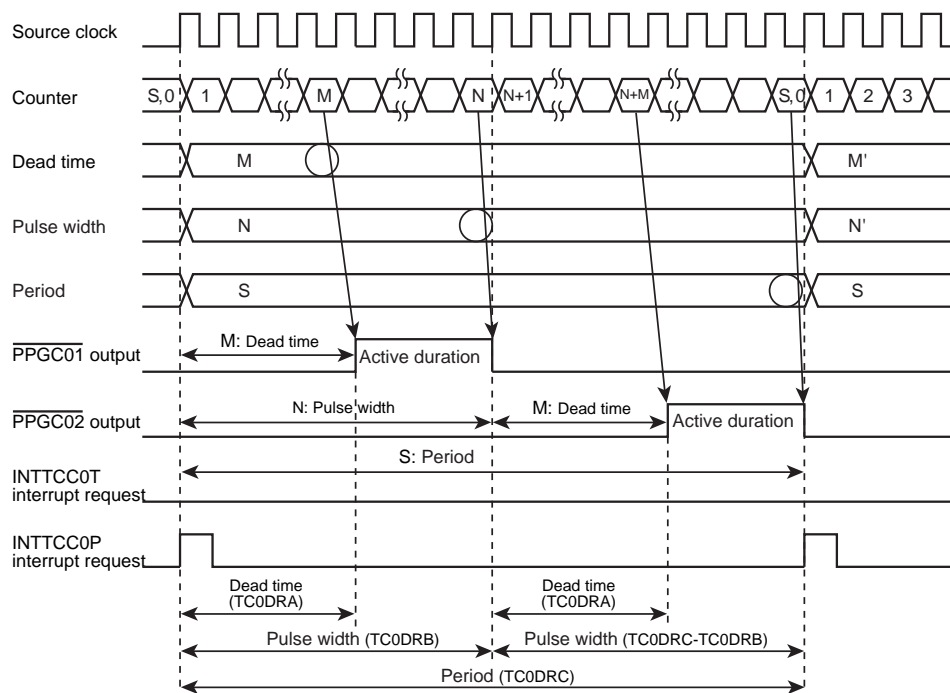 Source clock
Counter
S,0 1 M N N+1 N+M S,0 1 2 3
Dead time
M M'
Pulse width
N N'
Period
S S
PPGC01 output
M: Dead time
Active duration
PPGC02 output
N: Pulse width
M: Dead time
Active duration
S: Period
INTTCC0T
interrupt request
INTTCC0P
interrupt request
Dead time
(TC0DRA)
Dead time
(TC0DRA)
Pulse width (TC0DRB)
Pulse width (TC0DRC-TC0DRB)
Period (TC0DRC)